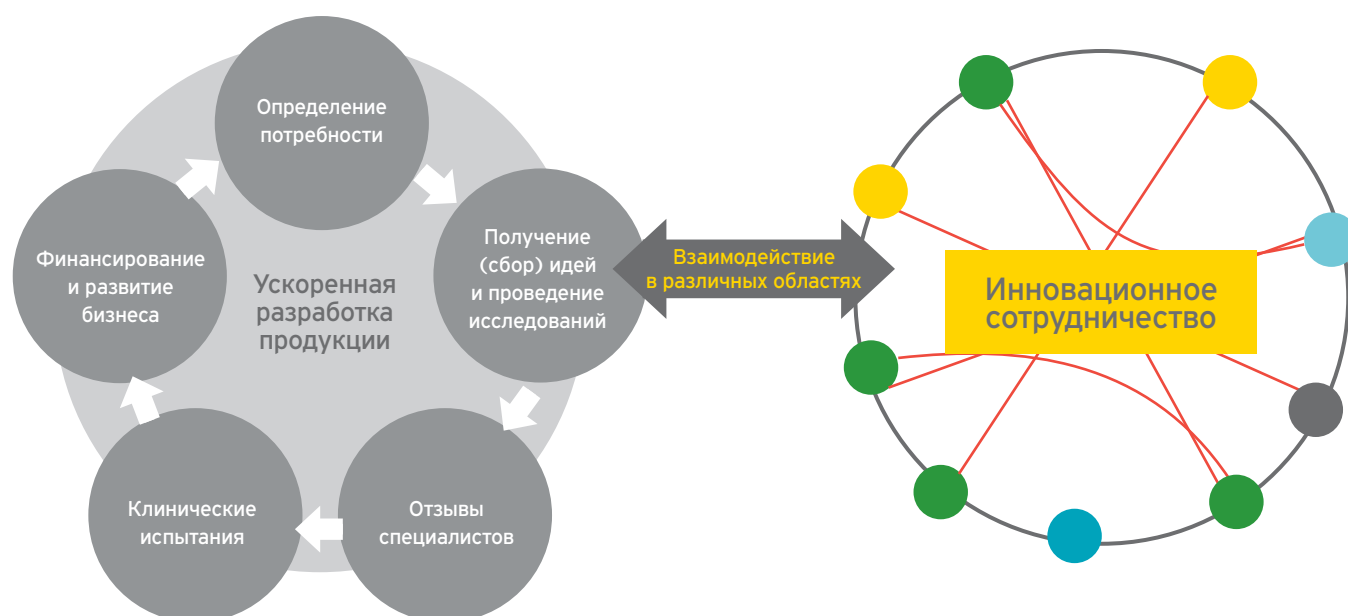 Определение
потребности
Получение
(сбор) идей
и проведение
исследований
Отзывы
специалистов
Клинические
испытания
Финансирование
и развитие
бизнеса
Ускоренная
разработка
продукции
Взаимодействие
в различных областях
Инновационное
сотрудничество